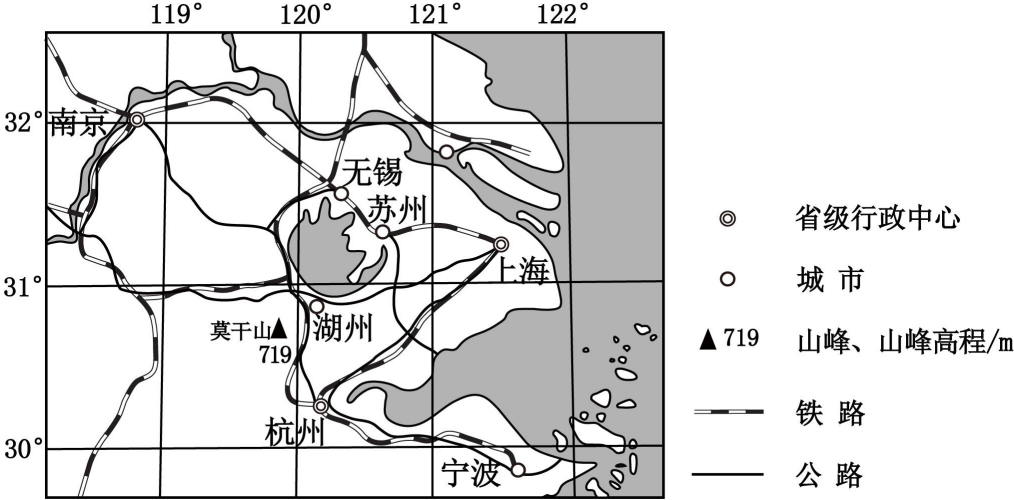 119° 120° 121° 122°
32° 南京
无锡
苏州
上海
31°
湖州
莫干山
719
杭州
30°
宁波
省级行政中心
城市
719 山峰、山峰高程/m
铁路
公路